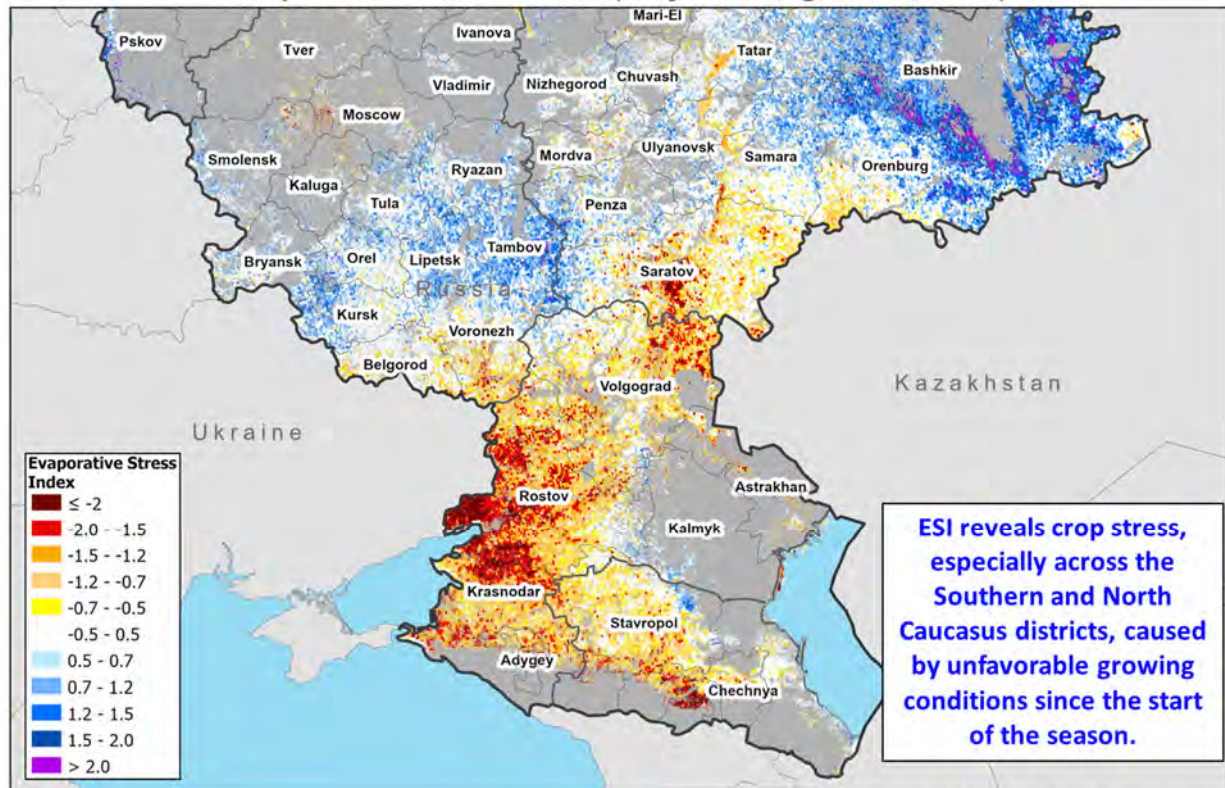 Mari-El
Pskov
Tver
Ivanova
Tatar
Bashkir
Nizhegorod
Chuvash
Vladimir
Moscow
Smolensk
Ryazan
Mordva
Ulyanovsk
Samara
Orenburg
Kaluga
Tula
Penza
Bryansk
Orel
Lipetsk
Tambov
Saratov
Russia
Kursk
Voronezh
Belgorod
Volgograd
Kazakhstan
Ukraine
Rostov
Astrakhan
Kalmyk
Krasnodar
Stavropol
Adygey
Chechnya
Evaporative Stress
Index
≤ -2
-2.0 - -1.5
-1.5 - -1.2
-1.2 - -0.7
-0.7 - -0.5
-0.5 - 0.5
0.5 - 0.7
0.7 - 1.2
1.2 - 1.5
1.5 - 2.0
> 2.0
ESI reveals crop stress,
especially across the
Southern and North
Caucasus districts, caused
by unfavorable growing
conditions since the start
of the season.